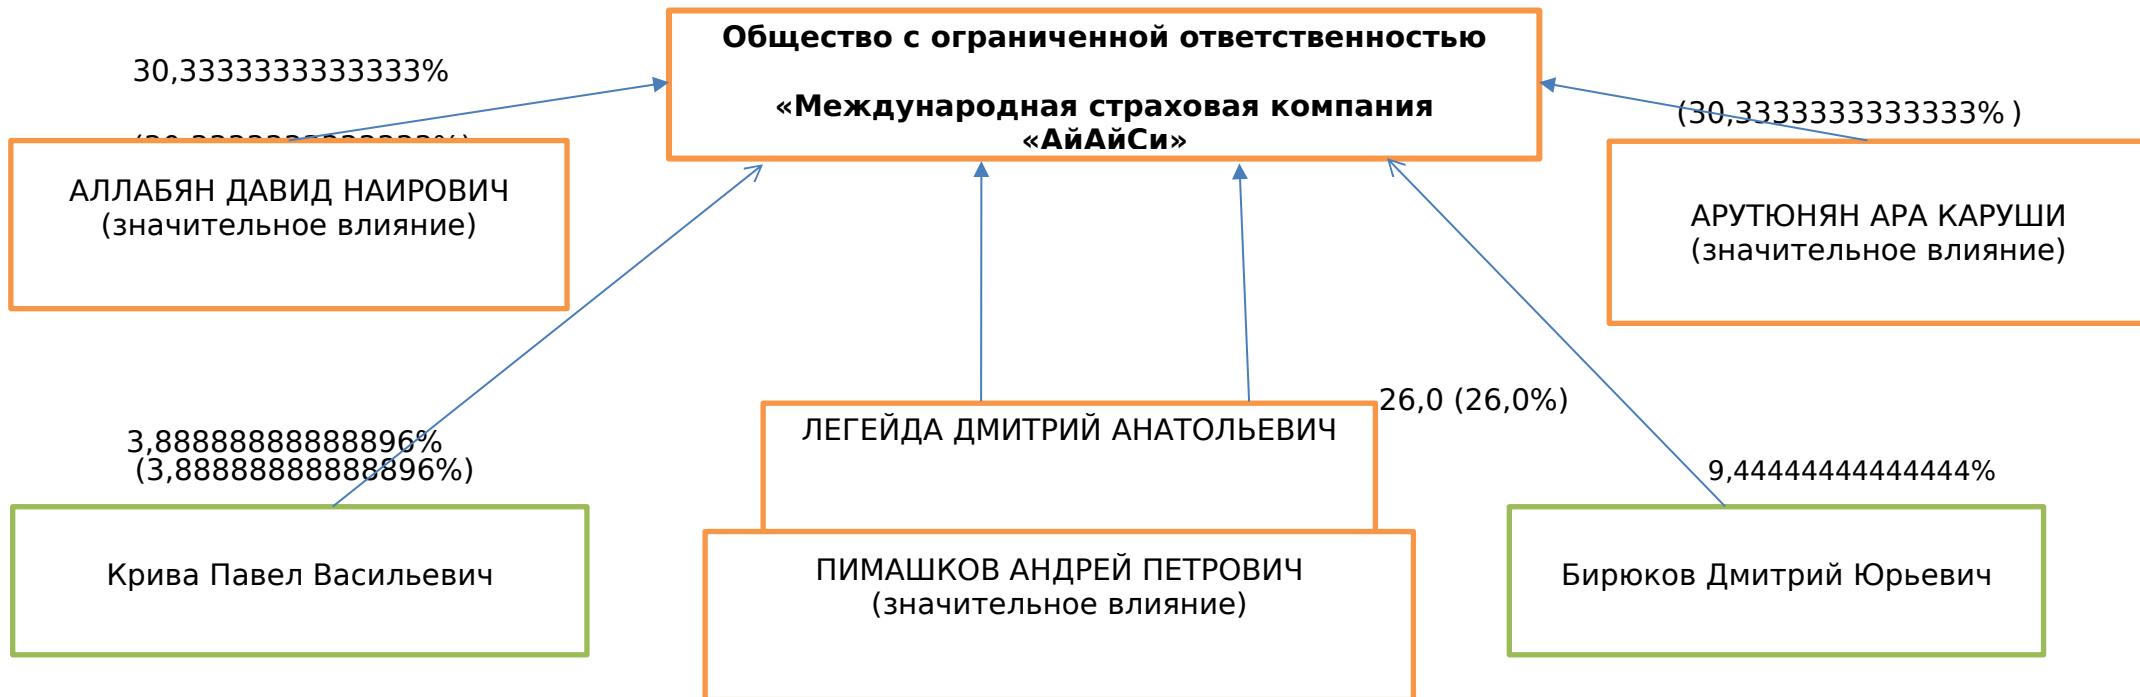 Общество с ограниченной ответственностью
«Международная страховая компания
«АйАйСи»
30,3333333333333%
(30,3333333333333% )
АЛЛАБЯН ДАВИД НАИРОВИЧ
(значительное влияние)
АРУТЮНЯН АРА КАРУШИ
(значительное влияние)
26,0 (26,0%)
ЛЕГЕЙДА ДМИТРИЙ АНАТОЛЬЕВИЧ
3,88888888888896%
(3,88888888888896%)
9,44444444444444%
Крива Павел Васильевич
ПИМАШКОВ АНДРЕЙ ПЕТРОВИЧ
(значительное влияние)
Бирюков Дмитрий Юрьевич